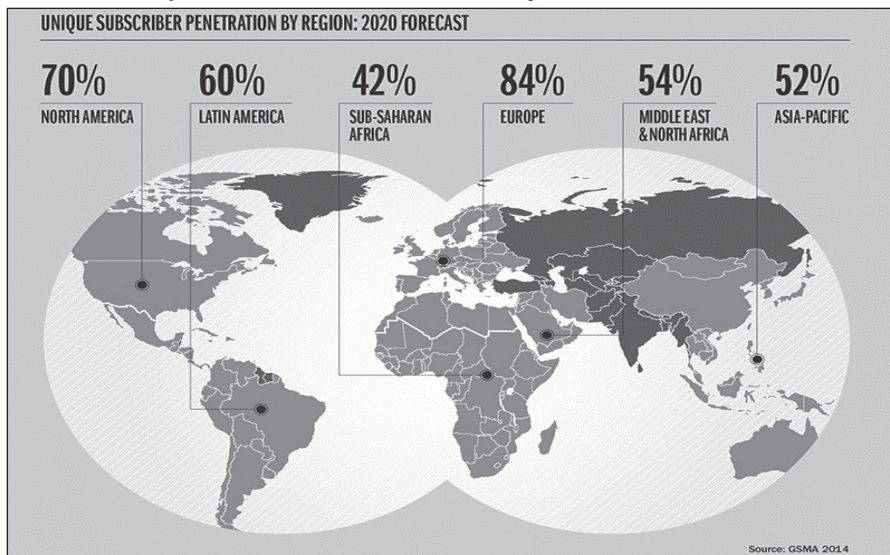 UNIQUE SUBSCRIBER PENETRATION BY REGION: 2020 FORECAST
70%
NORTH AMERICA
60%
LATIN AMERICA
42%
SUB-SAHARAN
AFRICA
84%
EUROPE
54%
MIDDLE EAST
& NORTH AFRICA
52%
ASIA-PACIFIC
Source: GSMA 2014